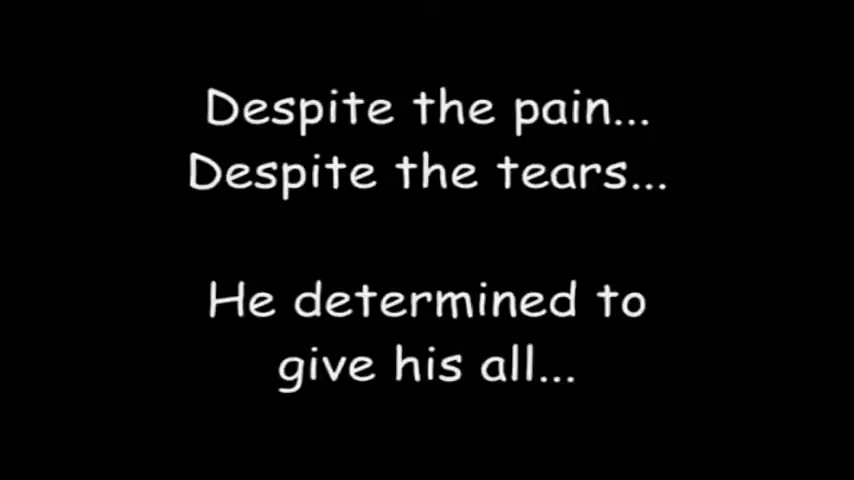 Despite the pain...
Despite the tears...
He determined to
give his all...